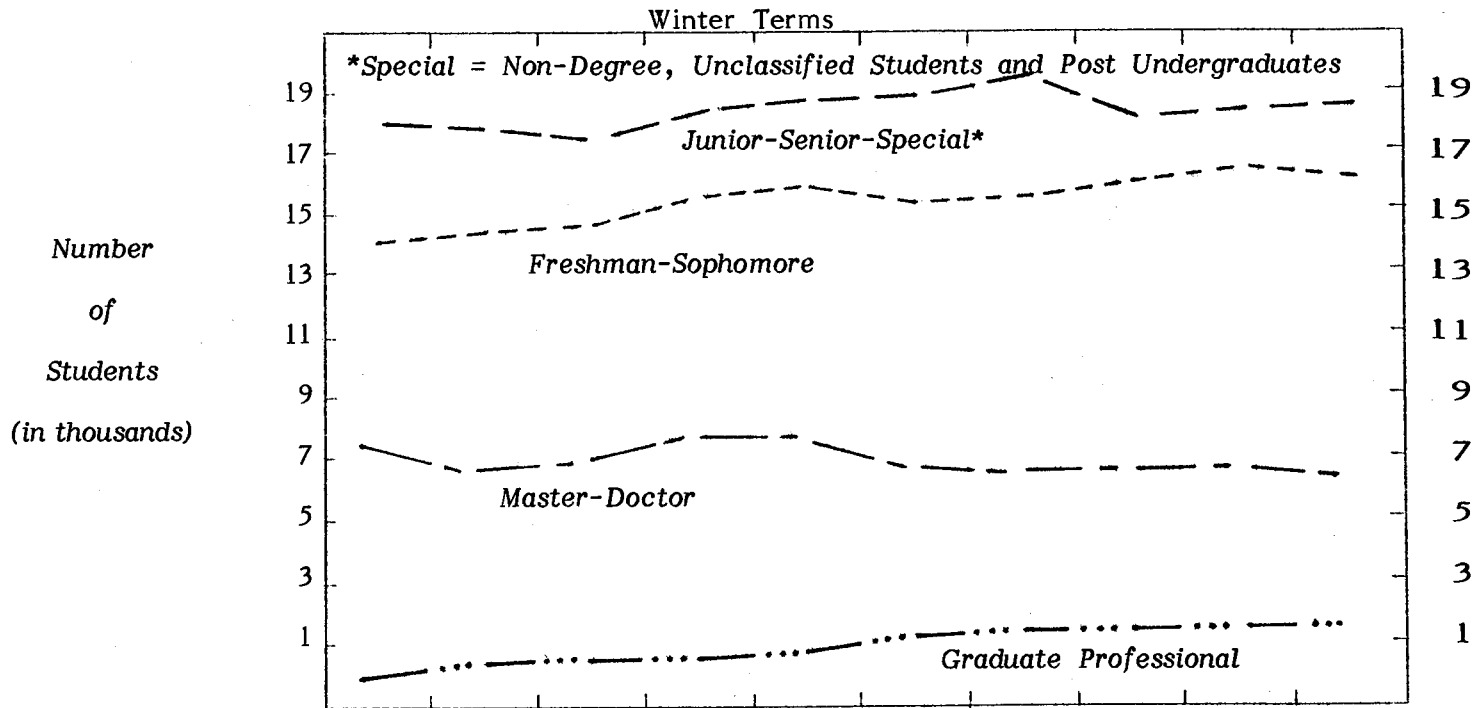 Winter Terms
*Special = Non-Degree, Unclassified Students and Post Undergraduates
19
19
Junior-Senior-Special*
17
17
15
15
Number
Freshman-Sophomore
13
13
of
11
11
Students
9
9
(in thousands)
7
7
Master-Doctor
5
5
3
3
1
1
Graduate Professional